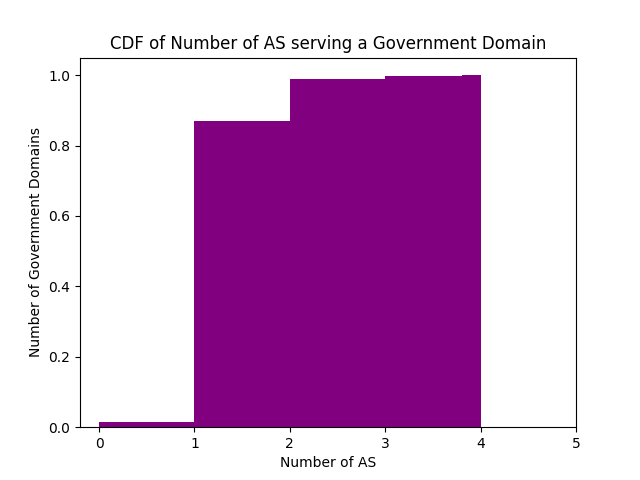 CDF of Number of AS serving a Government Domain
Number of Government Domains
1.0
0.8
0.6
0.4
0.2
0.0
0 1 2 3 4 5
Number of AS